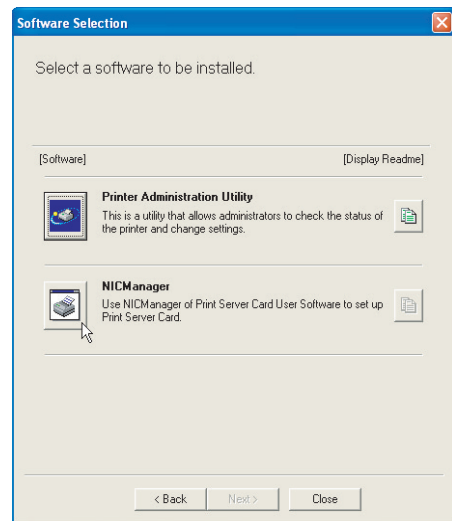 Software Selection
Select a software to be installed.
[Software] [Display Readme]
Printer Administration Utility
This is a utility that allows administrators to check the status of
the printer and change settings.
NICManager
Use NICManager of Print Server Card User Software to set up
Print Server Card.
< Back Next > Close